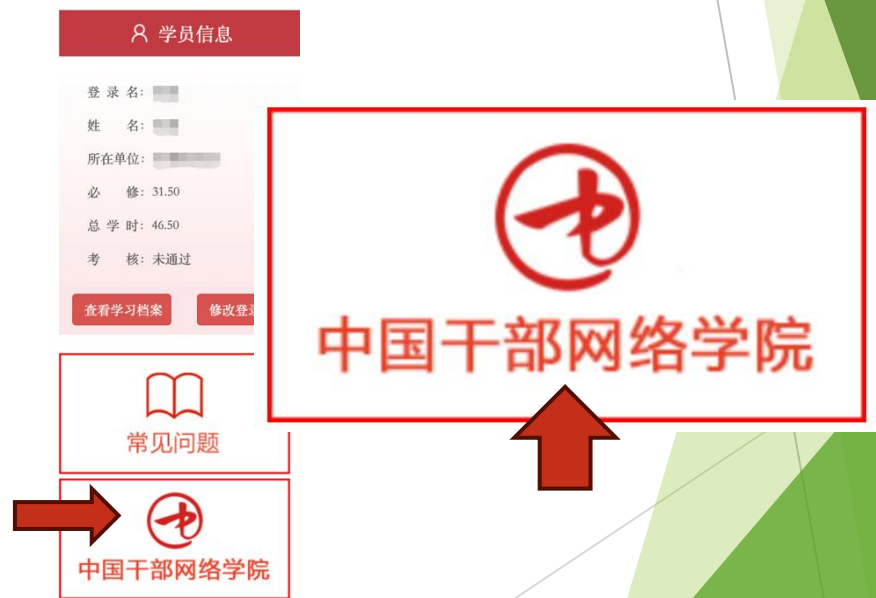 学员信息
登 录 名：
姓 名：
所在单位：
必 修：31.50
总 学 时：46.50
考 核：未通过
查看学习档案
修改登
常见问题
中国干部网络学院
中国干部网络学院